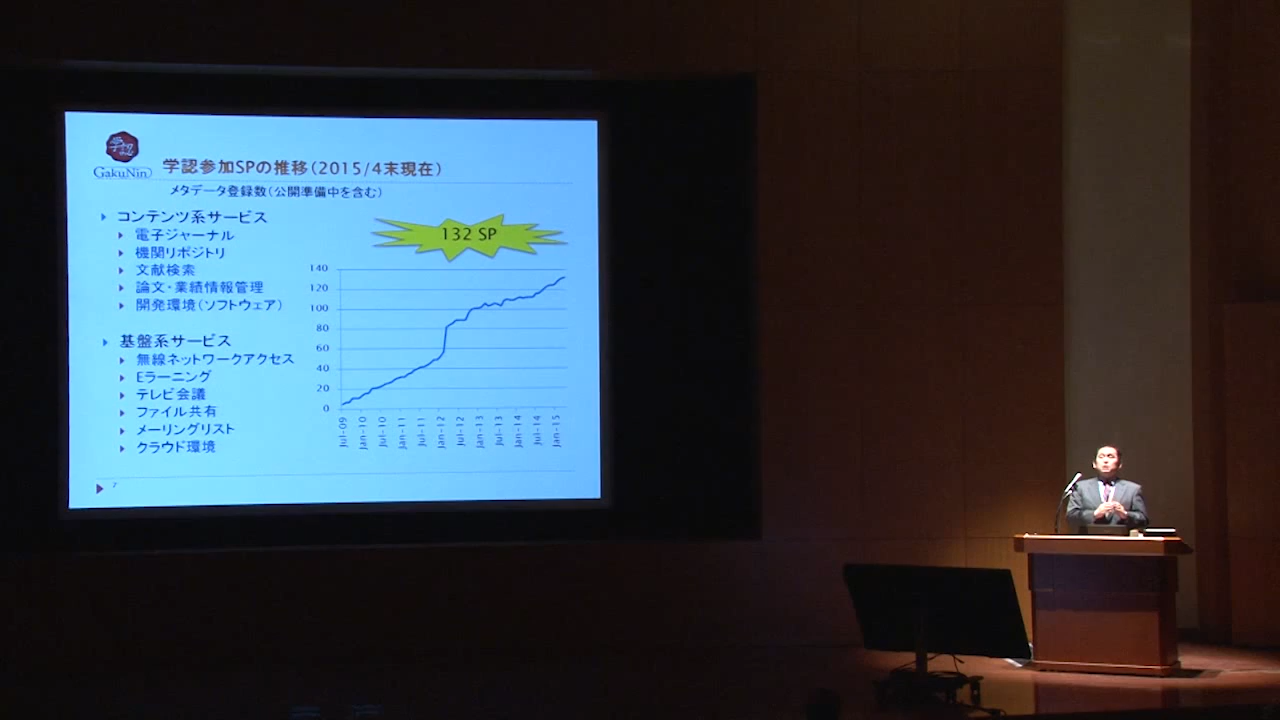 学認
GakuNin
学認参加SPの推移(2015/4末現在)
メタデータ登録数(公開準備中を含む)
コンテンツ系サービス
電子ジャーナル
機関リポジトリ
文献検索
論文・業績情報管理
開発環境(ソフトウェア)
基盤系サービス
無線ネットワークアクセス
Eラーニング
テレビ会議
ファイル共有
メーリングリスト
クラウド環境
132 SP
140
120
100
80
60
40
20
0
Jul-09
Jan-10
Jul-10
Jan-11
Jul-11
Jan-12
Jul-12
Jan-13
Jul-13
Jan-14
Jul-14
Jan-15
7